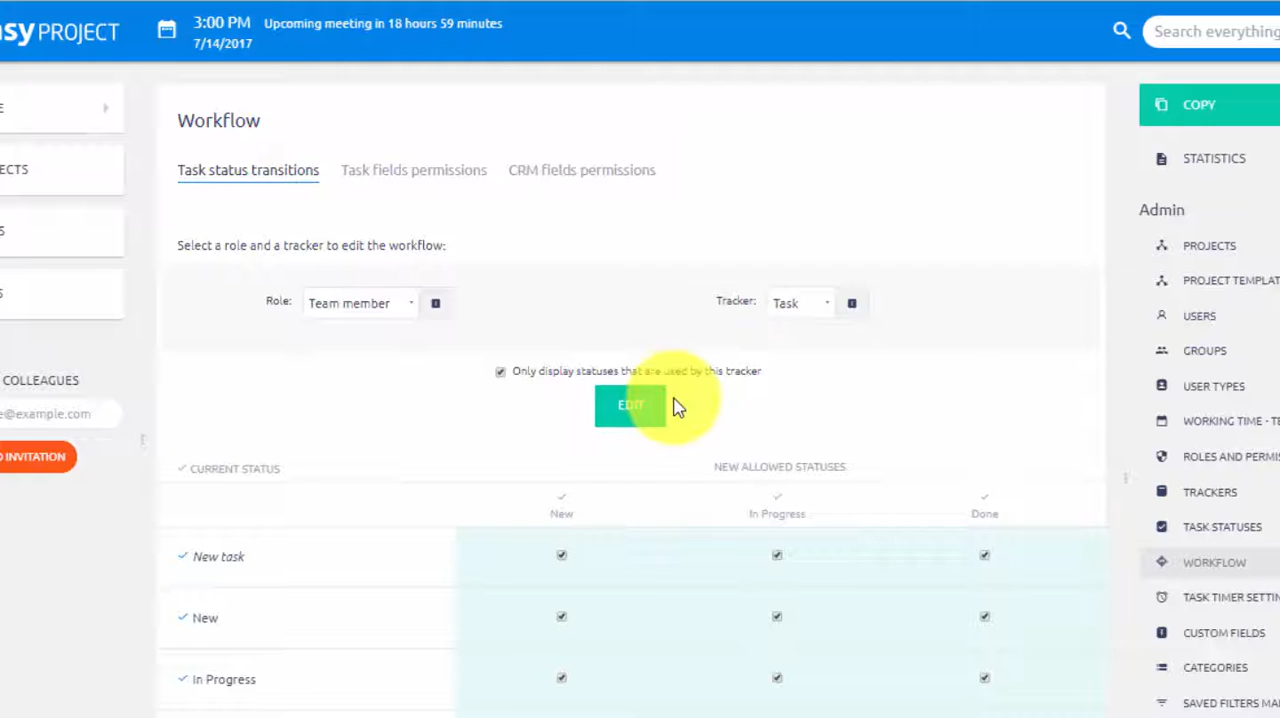 sy PROJECT
3:00 PM
7/14/2017
Upcoming meeting in 18 hours 59 minutes
Search everything
E
ECTS
S
S
COLLEAGUES
e@example.com
D INVITATION
Workflow
Task status transitions
Task fields permissions
CRM fields permissions
Select a role and a tracker to edit the workflow:
Role:
Team member
Tracker:
Task
Only display statuses that are used by this tracker
EDIT
CURRENT STATUS
NEW ALLOWED STATUSES
New
In Progress
Done
New task
New
In Progress
COPY
STATISTICS
Admin
PROJECTS
PROJECT TEMPLAT
USERS
GROUPS
USER TYPES
WORKING TIME - TE
ROLES AND PERMIS
TRACKERS
TASK STATUSES
WORKFLOW
TASK TIMER SETTIN
CUSTOM FIELDS
CATEGORIES
SAVED FILTERS MA